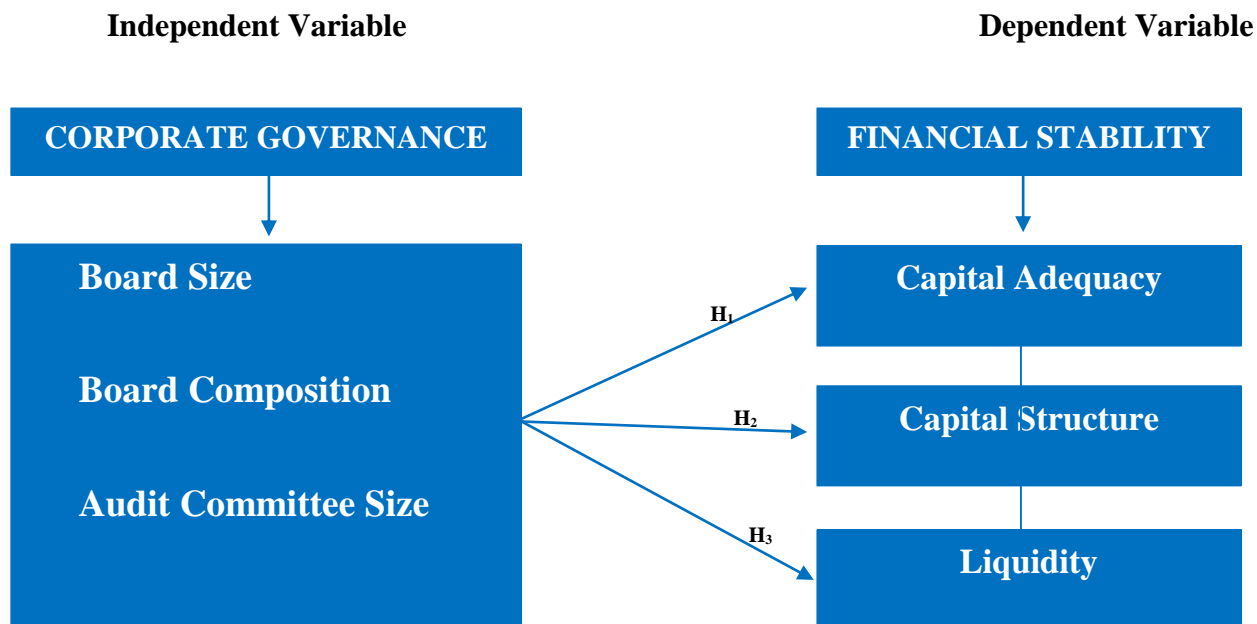 Independent Variable
Dependent Variable
CORPORATE GOVERNANCE
FINANCIAL STABILITY
Board Size
Board Composition
Audit Committee Size
H₁
H₂
H₃
Capital Adequacy
Capital Structure
Liquidity